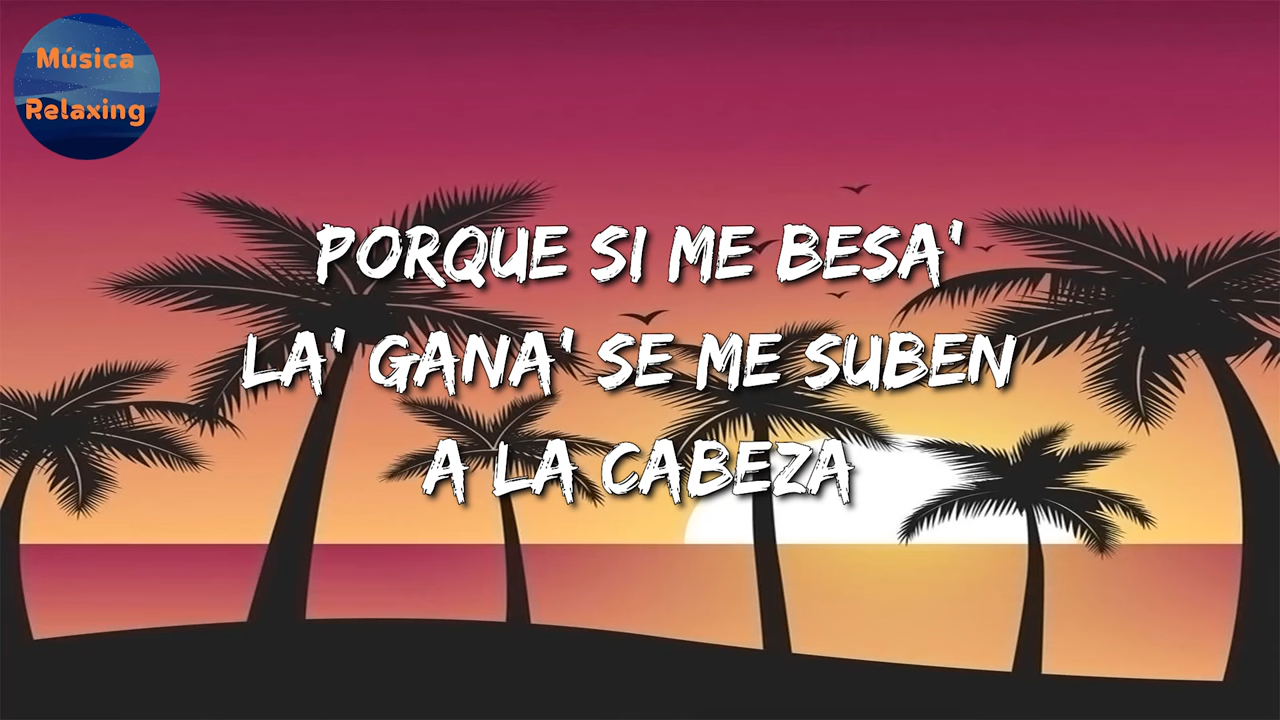 Música
Relaxing
PORQUE SI ME BESA'
LA' GANA' SE ME SUBEN
A LA CABEZA